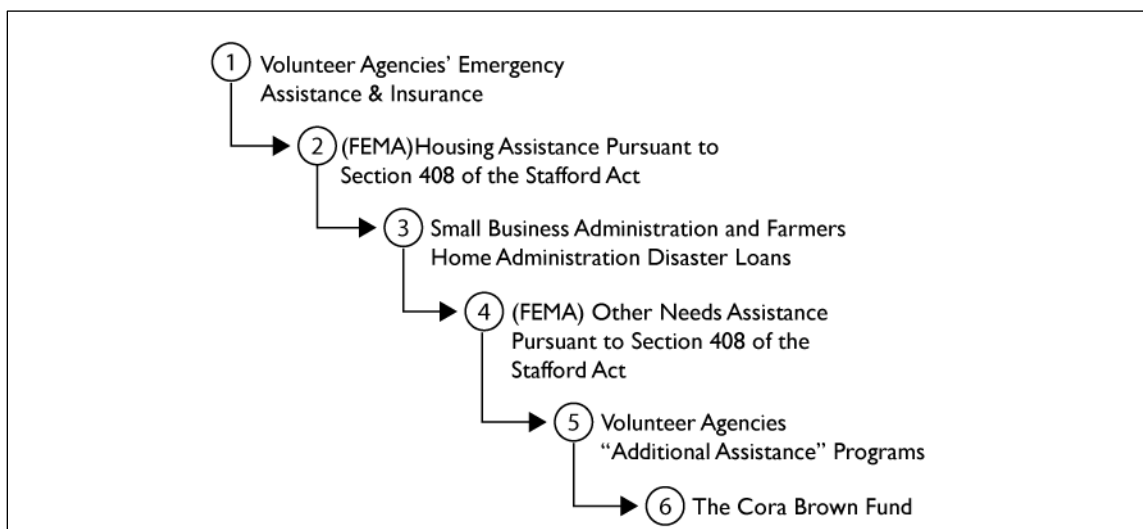 1 Volunteer Agencies’ Emergency
Assistance & Insurance
2 (FEMA)Housing Assistance Pursuant to
Section 408 of the Stafford Act
3 Small Business Administration and Farmers
Home Administration Disaster Loans
4 (FEMA) Other Needs Assistance
Pursuant to Section 408 of the
Stafford Act
5 Volunteer Agencies
“Additional Assistance” Programs
6 The Cora Brown Fund